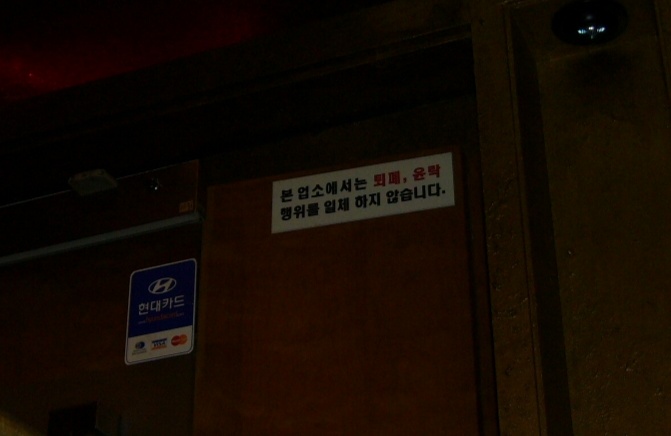 본 업소에서는 퇴폐, 윤락
행위를 일체 하지 않습니다.
현대카드
VISA